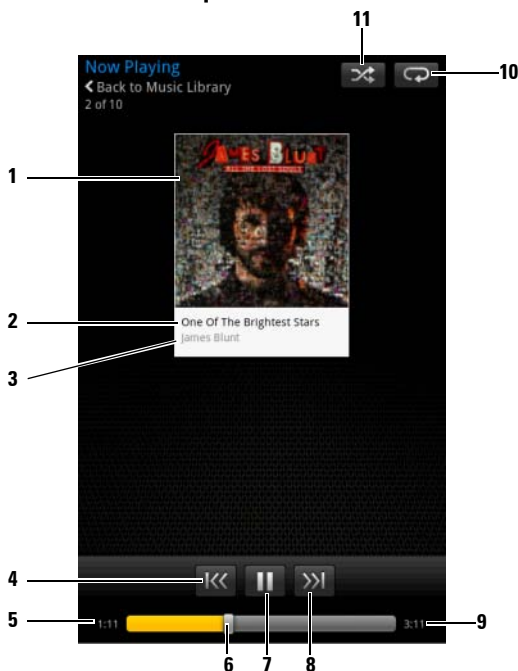 11
Now Playing
Back to Music Library
10
2 of 10
1
JAMES BLUNT
ALL THE LOST SOULS
2
One Of The Brightest Stars
3
James Blunt
4
5
1:11
3:11
9
6
7
8